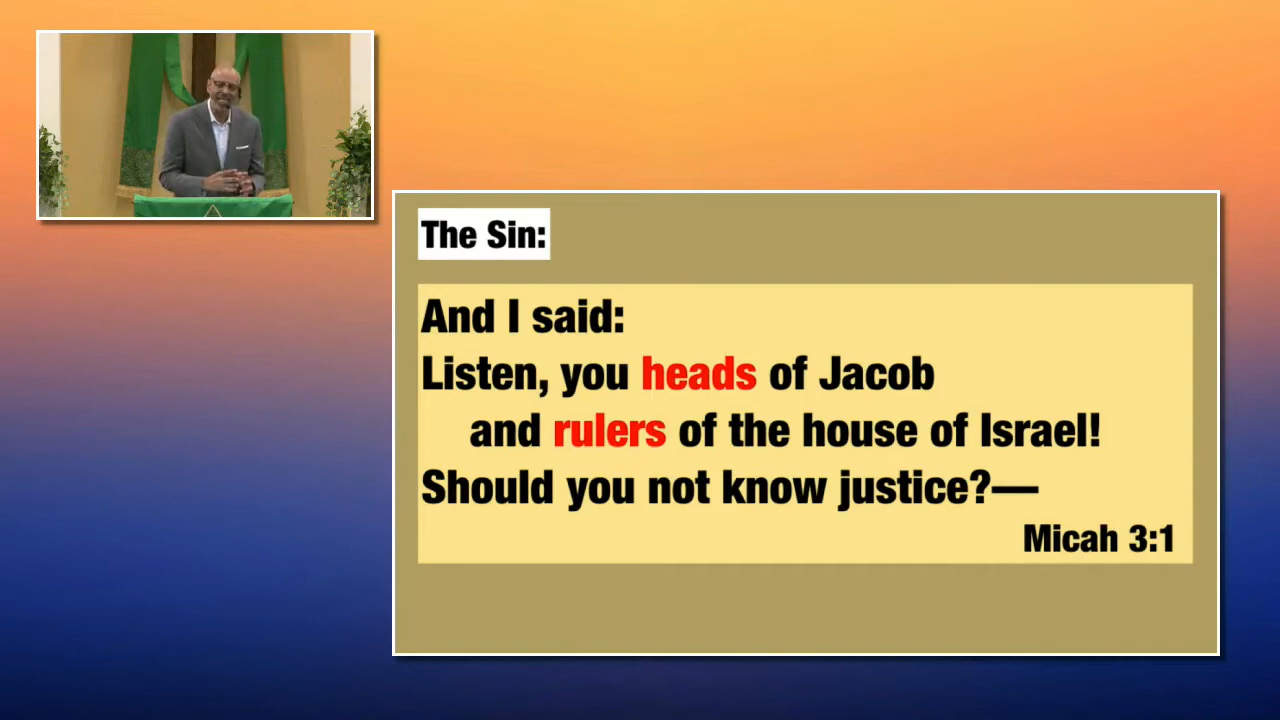 The Sin:
And I said:
Listen, you heads of Jacob
and rulers of the house of Israel!
Should you not know justice?—
Micah 3:1